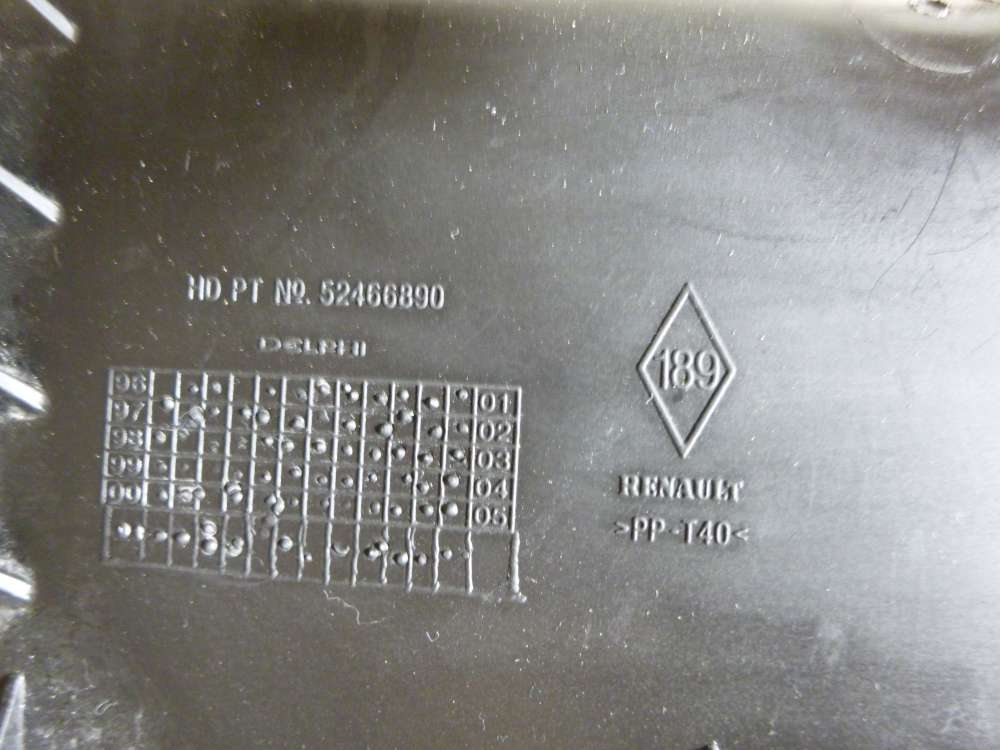 HD. PT Nº. 52466890
DELPHI
96 01
97 02
98 03
99 04
00 05
189
RENAULT
>PP-T40<